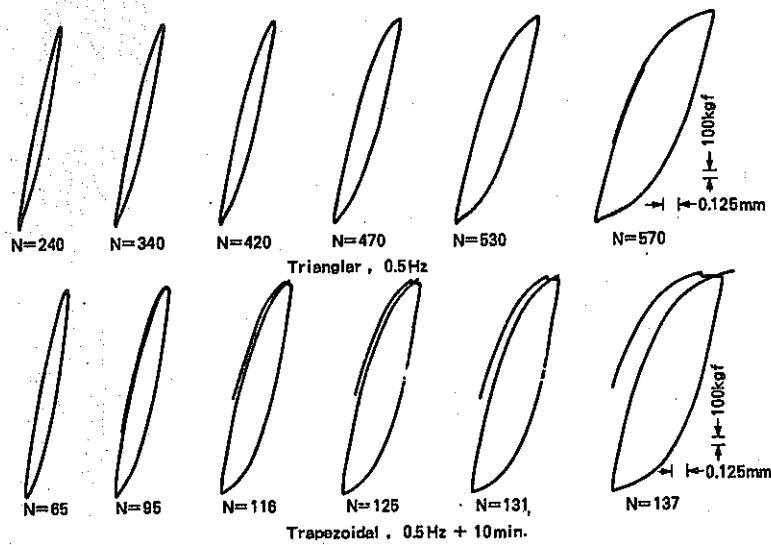 100kgf
0.125mm
N=240 N=340 N=420 N=470 N=530 N=570
Trianglar , 0.5Hz
100kgf
0.125mm
N=65 N=95 N=116 N=125 N=131, N=137
Trapezoidal , 0.5Hz + 10min.